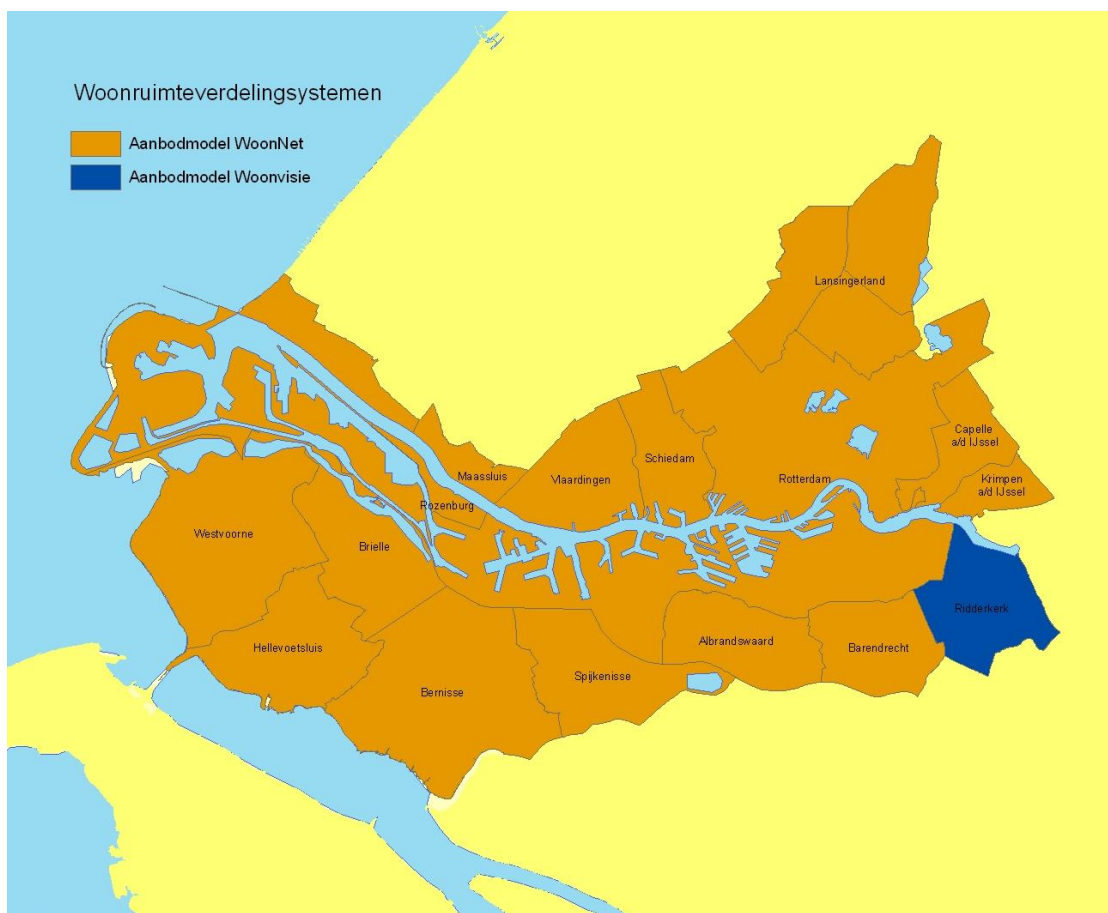 Woonruimteverdelingsystemen
Aanbodmodel WoonNet
Aanbodmodel Woonvisie
Lansingerland
Capelle
a/d IJssel
Krimpen
a/d IJssel
Schiedam
Maassluis
Vlaardingen
Rotterdam
Rozenburg
Westvoorne
Brielle
Ridderkerk
Hellevoetsluis
Albrandswaard
Barendrecht
Spijkenisse
Bernisse